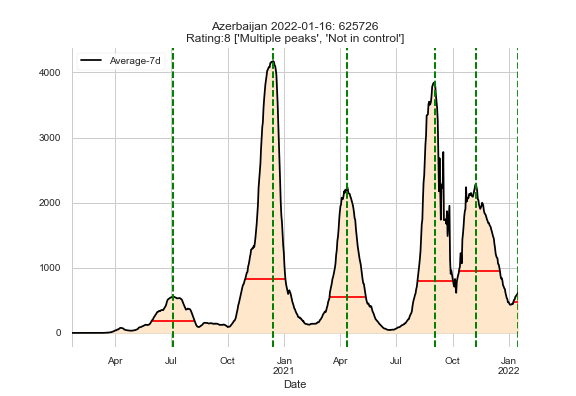 Azerbaijan 2022-01-16: 625726
Rating:8 ['Multiple peaks', 'Not in control']
Average-7d
4000
3000
2000
1000
0
Apr
Jul
Oct
Jan
2021
Apr
Jul
Oct
Jan
2022
Date